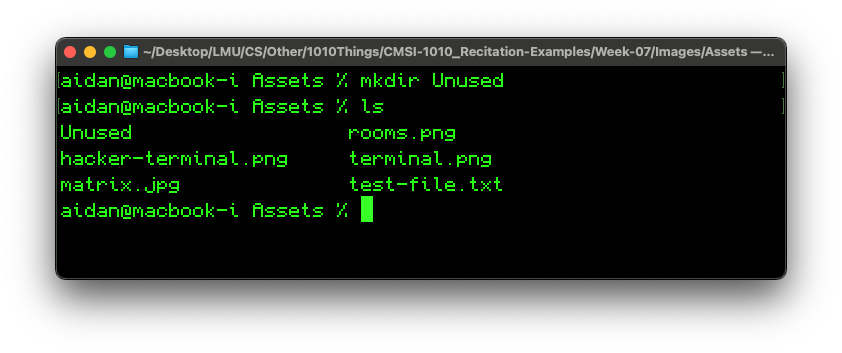 ~/Desktop/LMU/CS/Other/1010Things/CMSI-1010_Recitation-Examples/Week-07/Images/Assets —...
[aidan@macbook-i Assets % mkdir Unused ]
[aidan@macbook-i Assets % ls ]
Unused rooms.png
hacker-terminal.png terminal.png
matrix.jpg test-file.txt
aidan@macbook-i Assets %